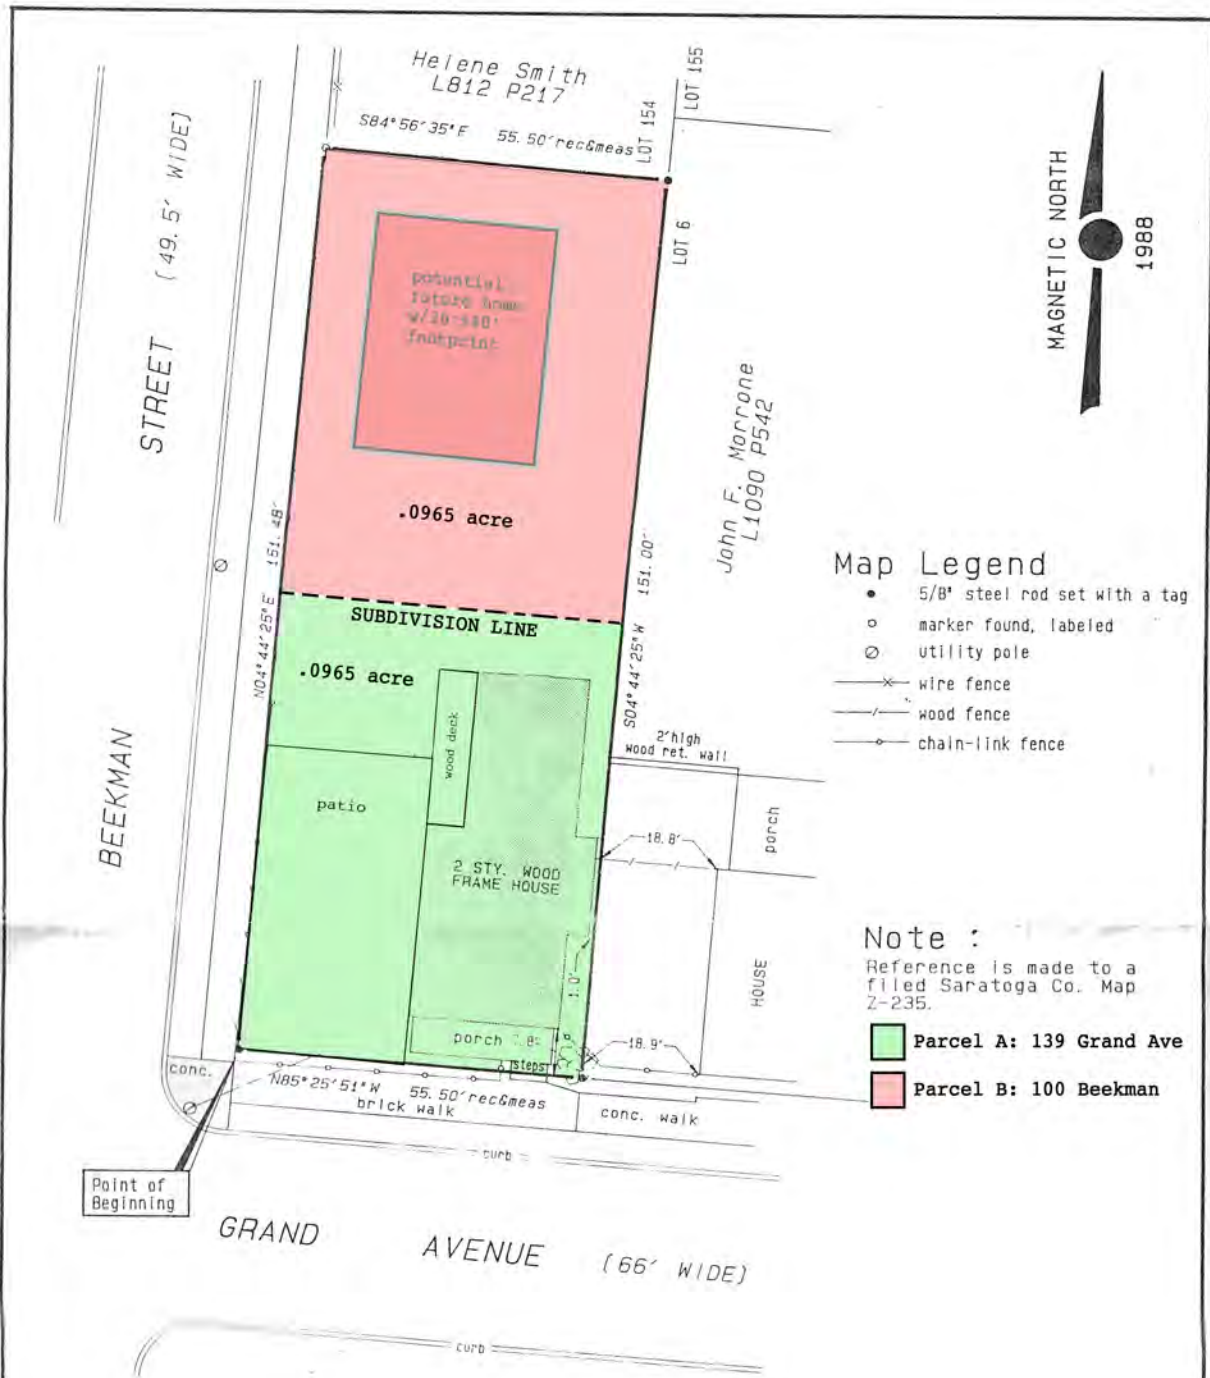 Helene Smith
L812 P217
S84°56'35"E 55.50'rec&meas
LOT 154
LOT 155
LOT 6
STREET (49.5' WIDE)
MAGNETIC NORTH
1988
potential
future home
footprint
.0965 acre
John F. Morrone
L1090 P542
N04°44'25"E 151.48'
S04°44'25"W 151.00'
SUBDIVISION LINE
.0965 acre
Map Legend
5/8" steel rod set with a tag
marker found, labeled
utility pole
wire fence
wood fence
chain-link fence
BEEKMAN
wood deck
patio
2'high
wood ret. wall
18.8'
porch
2 STY. WOOD
FRAME HOUSE
1.0'
HOUSE
Note :
Reference is made to a
filed Saratoga Co. Map
Z-235.
Parcel A: 139 Grand Ave
Parcel B: 100 Beekman
porch
steps
18.9'
conc.
N85°25'51"W 55.50'rec&meas
brick walk
conc. walk
curb
Point of
Beginning
GRAND AVENUE (66' WIDE)
curb